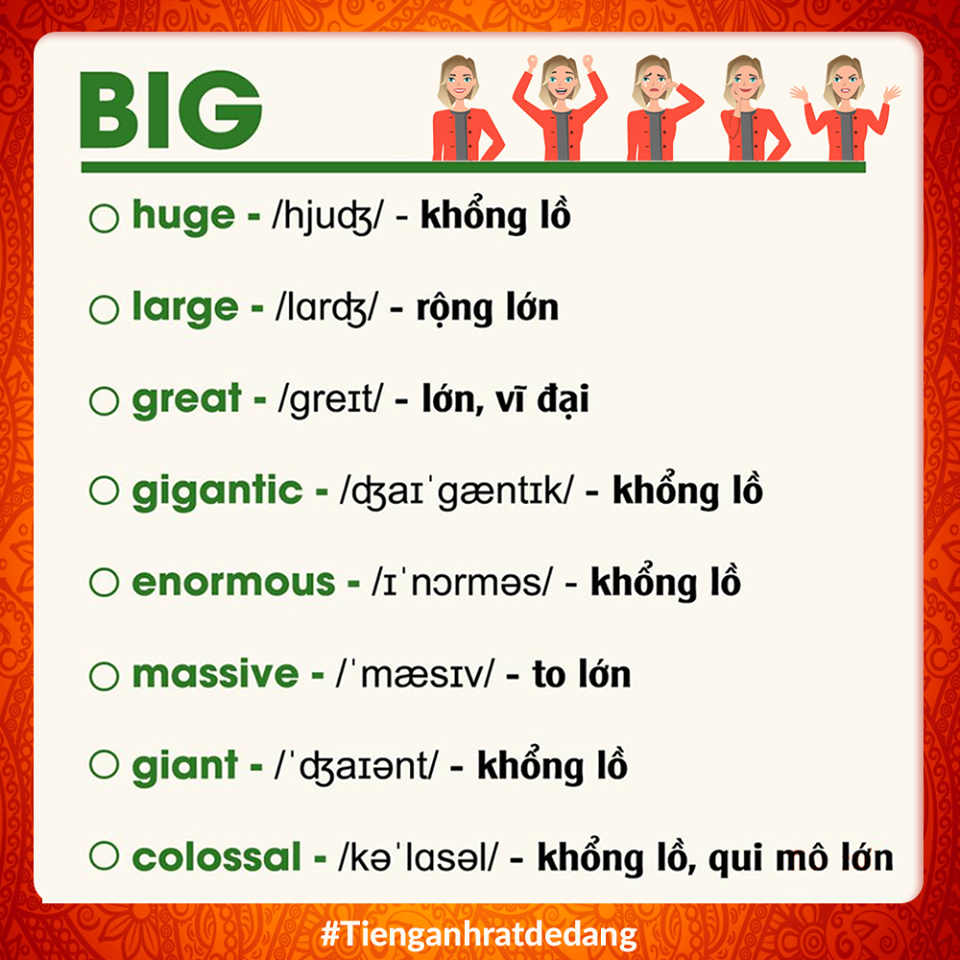 BIG
huge - /hjuʤ/ - khổng lồ
large - /lɑrʤ/ - rộng lớn
great - /greɪt/ - lớn, vĩ đại
gigantic - /ʤaɪˈgæntɪk/ - khổng lồ
enormous - /ɪˈnɔrməs/ - khổng lồ
massive - /ˈmæsɪv/ - to lớn
giant - /ˈʤaɪənt/ - khổng lồ
colossal - /kəˈlɑsəl/ - khổng lồ, qui mô lớn
#Tienganhratdedang